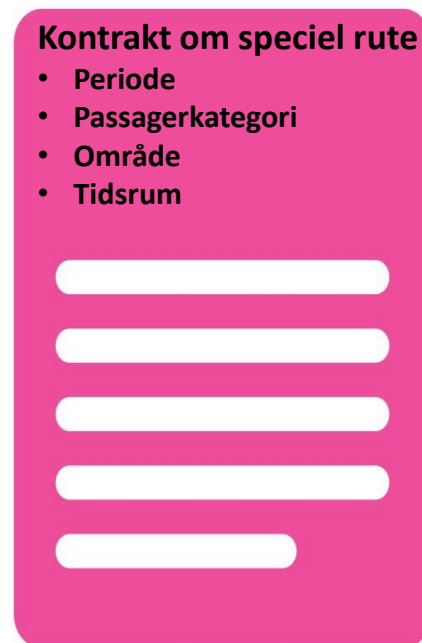 Kontrakt om speciel rute
• Periode
• Passagerkategori
• Område
• Tidsrum